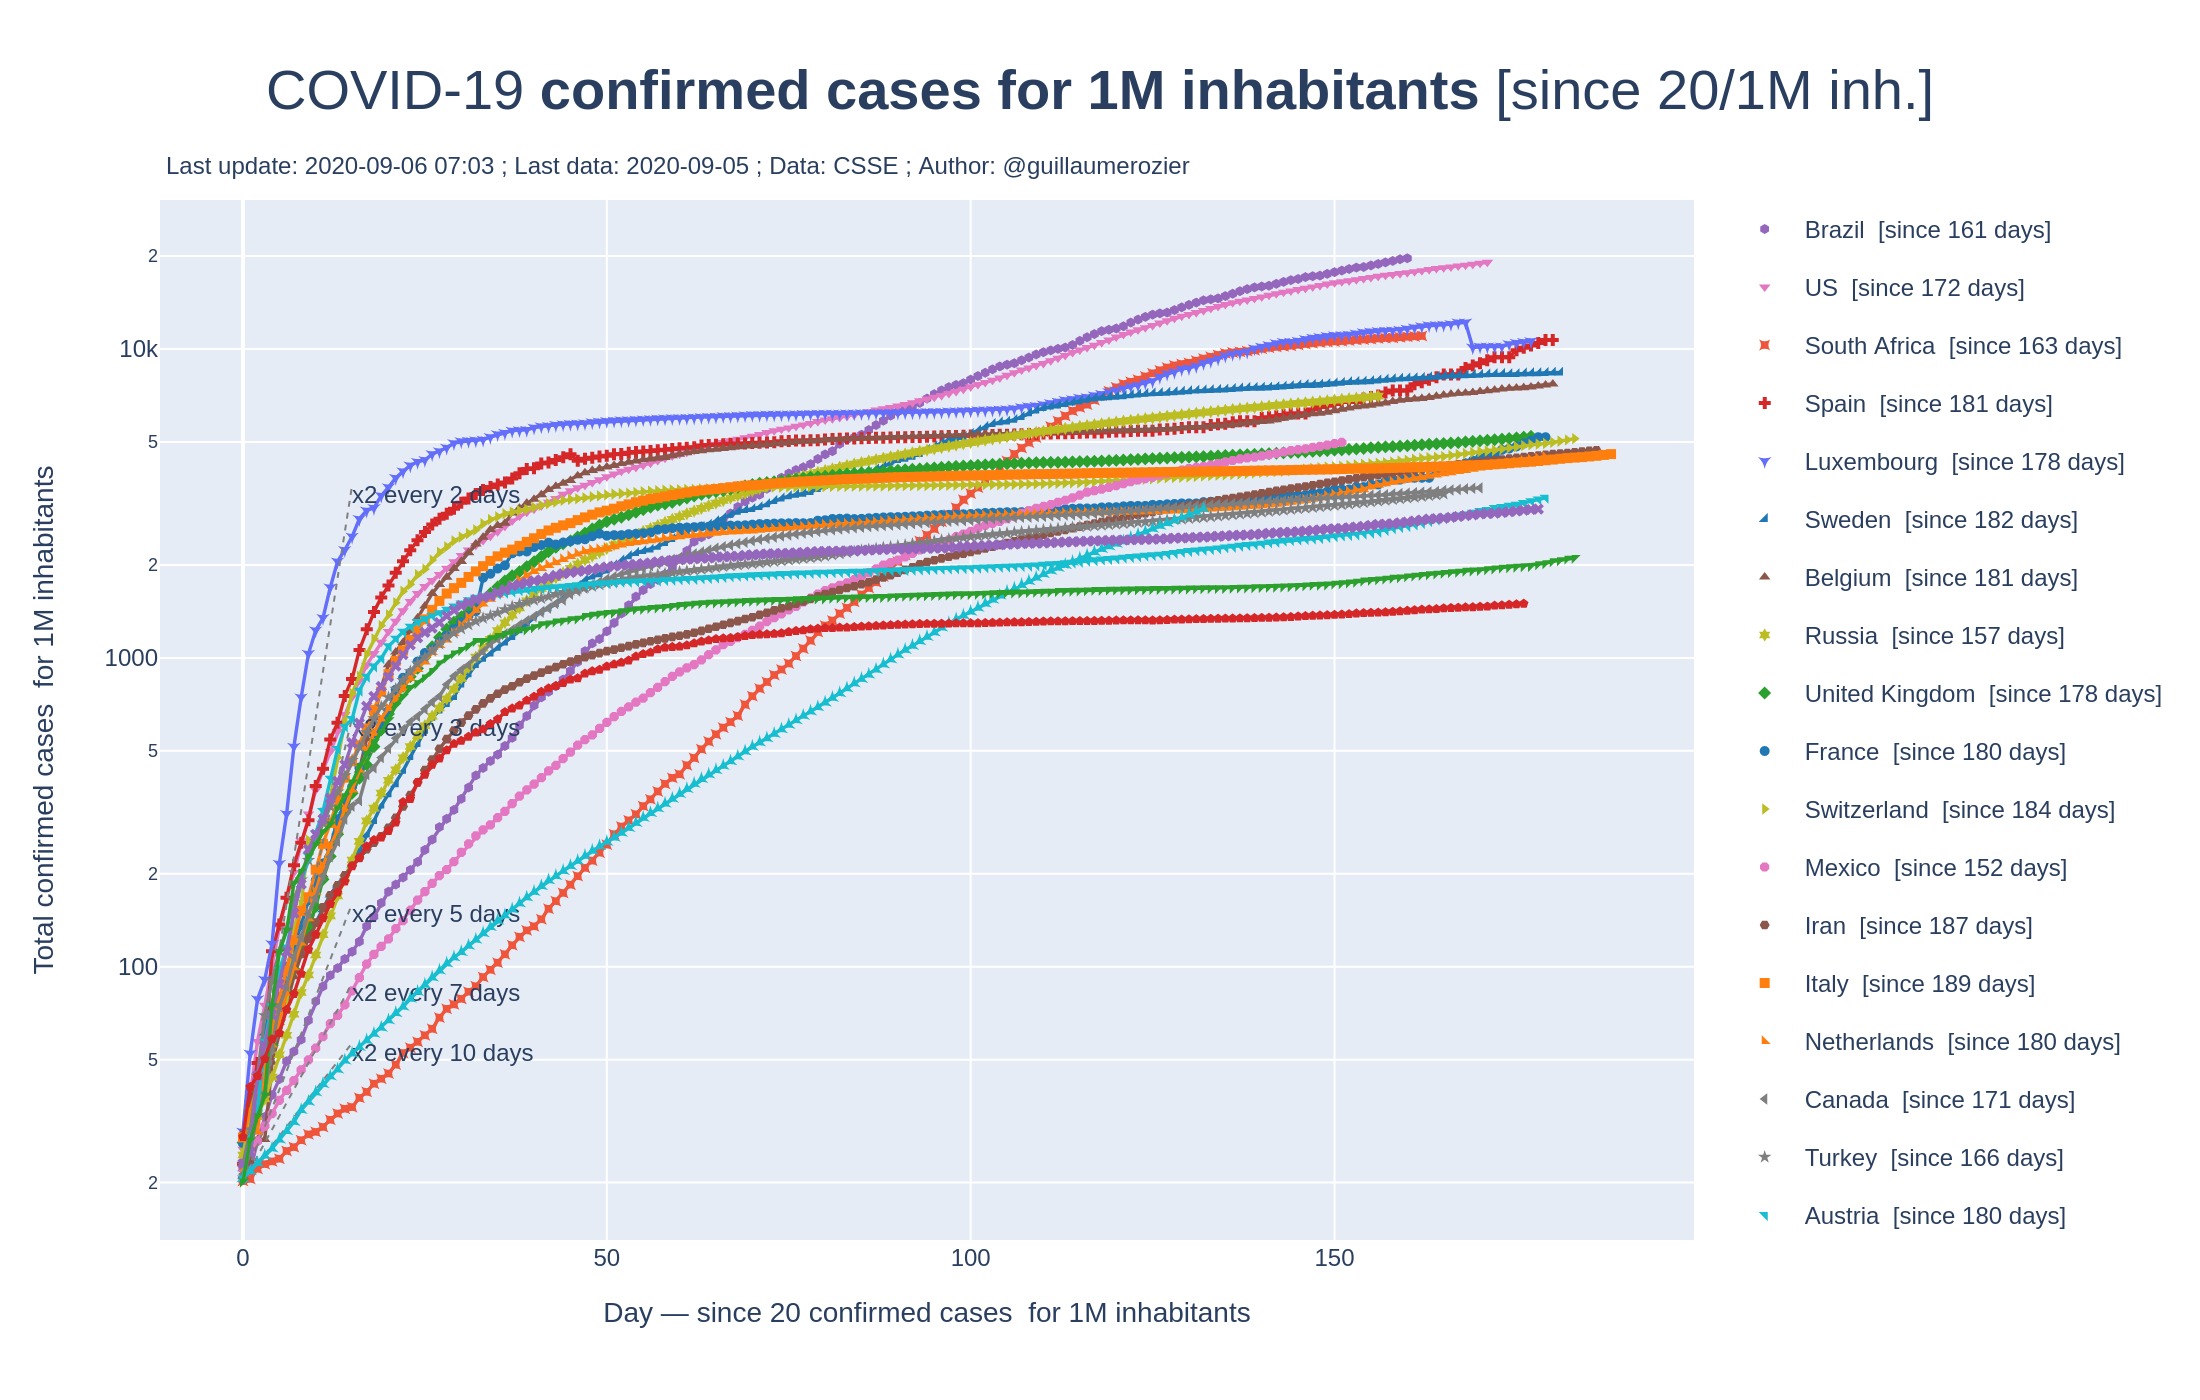 COVID-19 confirmed cases for 1M inhabitants [since 20/1M inh.]
Last update: 2020-09-06 07:03 ; Last data: 2020-09-05 ; Data: CSSE ; Author: @guillaumerozier
Total confirmed cases for 1M inhabitants
2
10k
5
2
1000
5
2
100
5
2
x2 every 2 days
x2 every 3 days
x2 every 5 days
x2 every 7 days
x2 every 10 days
0
50
100
150
Day — since 20 confirmed cases for 1M inhabitants
Brazil [since 161 days]
US [since 172 days]
South Africa [since 163 days]
Spain [since 181 days]
Luxembourg [since 178 days]
Sweden [since 182 days]
Belgium [since 181 days]
Russia [since 157 days]
United Kingdom [since 178 days]
France [since 180 days]
Switzerland [since 184 days]
Mexico [since 152 days]
Iran [since 187 days]
Italy [since 189 days]
Netherlands [since 180 days]
Canada [since 171 days]
Turkey [since 166 days]
Austria [since 180 days]